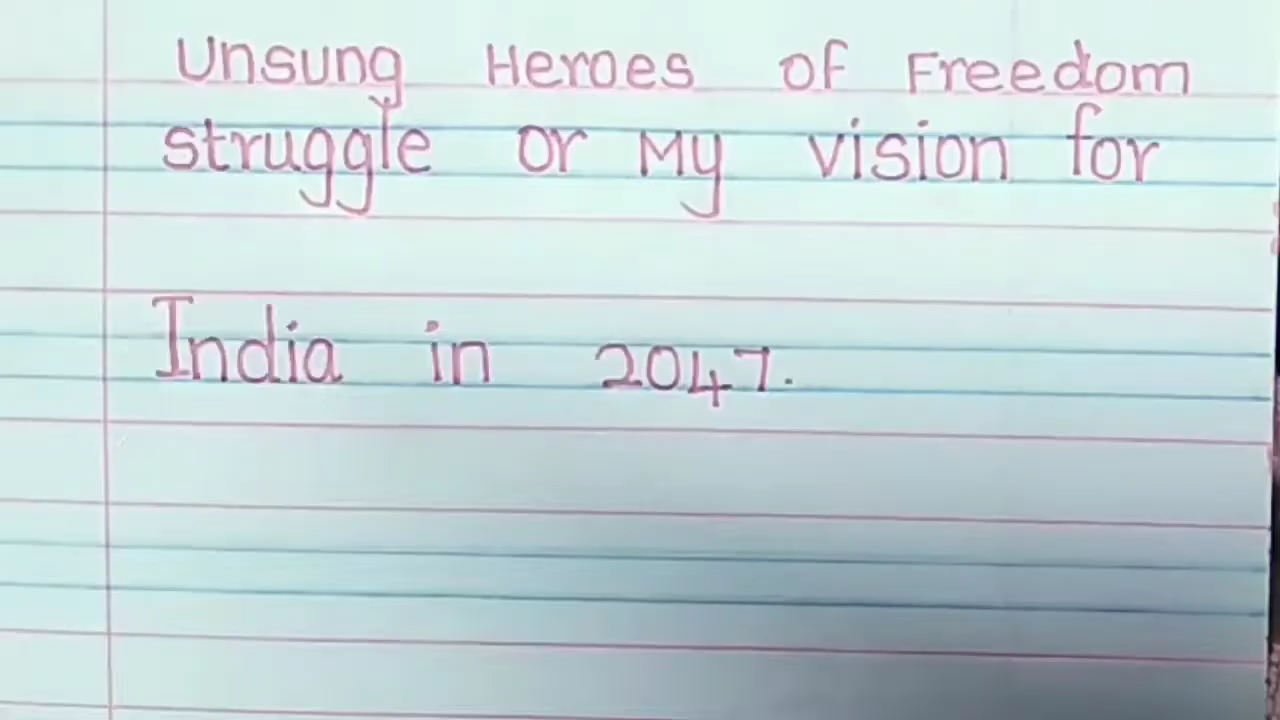 Unsung Heroes of Freedom
struggle or My vision for
India in 2047.